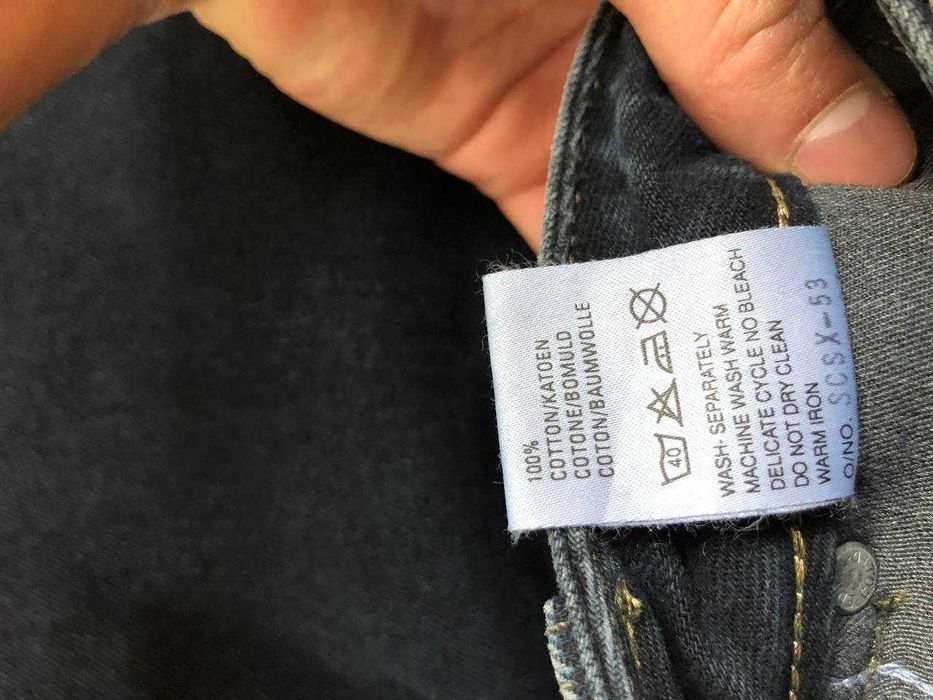 100%
COTTON/KATOEN
COTONE/BOMULD
COTON/BAUMWOLLE
40
WASH- SEPARATELY
MACHINE WASH WARM
DELICATE CYCLE NO BLEACH
DO NOT DRY CLEAN
WARM IRON
O/NO. SCSX-53